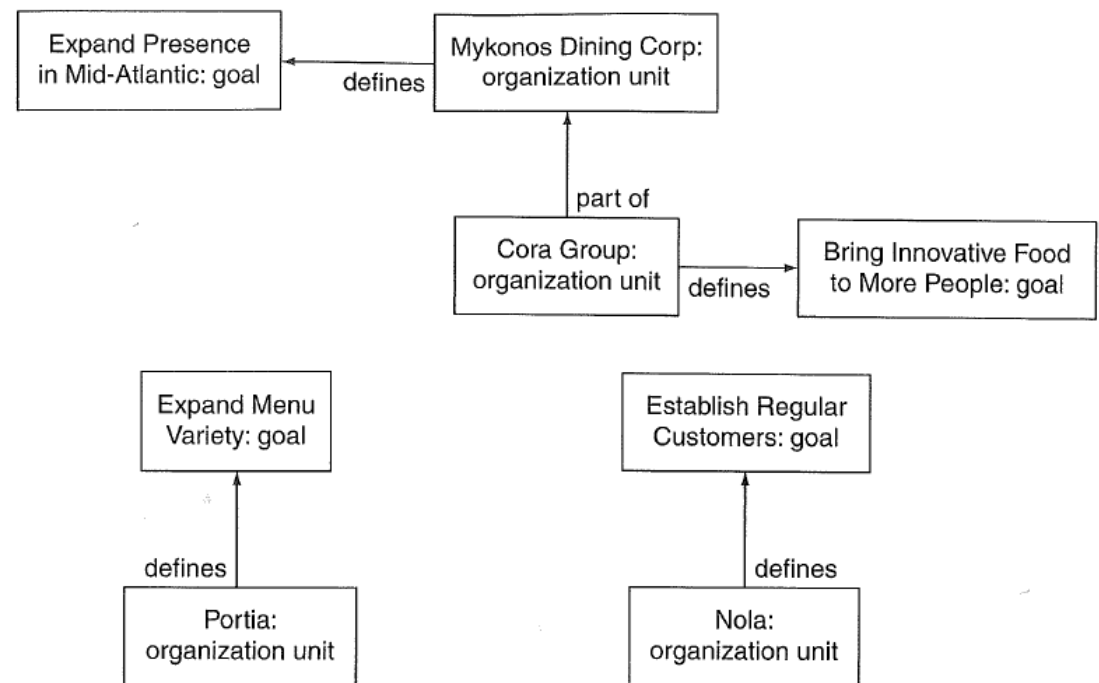 Expand Presence
in Mid-Atlantic: goal
defines
Mykonos Dining Corp:
organization unit
part of
Cora Group:
organization unit
defines
Bring Innovative Food
to More People: goal
Expand Menu
Variety: goal
defines
Portia:
organization unit
Establish Regular
Customers: goal
defines
Nola:
organization unit